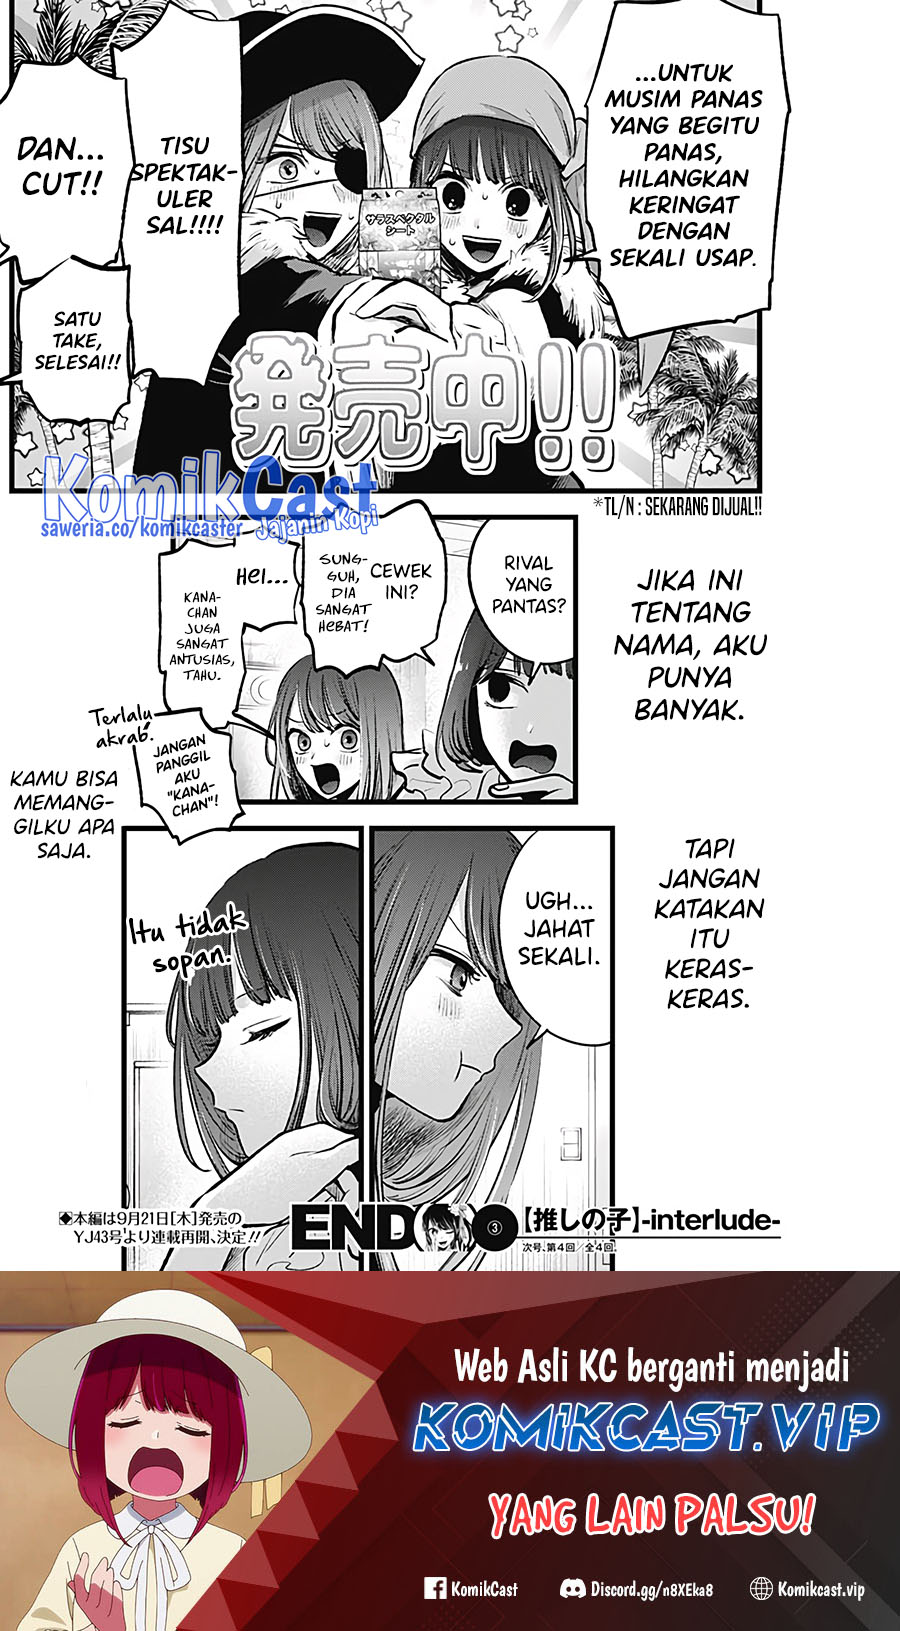 ...UNTUK
MUSIM PANAS
YANG BEGITU
PANAS,
HILANGKAN
KERINGAT
DENGAN
SEKALI USAP.
サラスペクタクル
シート
TISU
SPEKTAK-
ULER
SAL!!!!
DAN...
CUT!!
SATU
TAKE,
SELESAI!!
発売中!!
*TL/N : SEKARANG DIJUAL!!
KomikCast
saweria.co/komikcaster
Jajanin Kopi
JIKA INI
TENTANG
NAMA, AKU
PUNYA
BANYAK.
RIVAL
YANG
PANTAS?
CEWEK
INI?
SUNG-
GUH,
DIA
SANGAT
HEBAT!
HEI...
KANA-
CHAN
JUGA
SANGAT
ANTUSIAS,
TAHU.
Terlalu
akrab.
JANGAN
PANGGIL
AKU
"KANA-
CHAN"!
KAMU BISA
MEMANG-
GILKU APA
SAJA.
TAPI
JANGAN
KATAKAN
ITU
KERAS-
KERAS.
UGH...
JAHAT
SEKALI.
Itu tidak
sopan.
◆本編は9月21日[木]発売の
YJ43号より連載再開、決定!!
END
③
【推しの子】-interlude-
次号、第4回/全4回
Web Asli KC berganti menjadi
KOMIKCAST.VIP
YANG LAIN PALSU!
KomikCast
Discord.gg/n8XEka8
Komikcast.vip